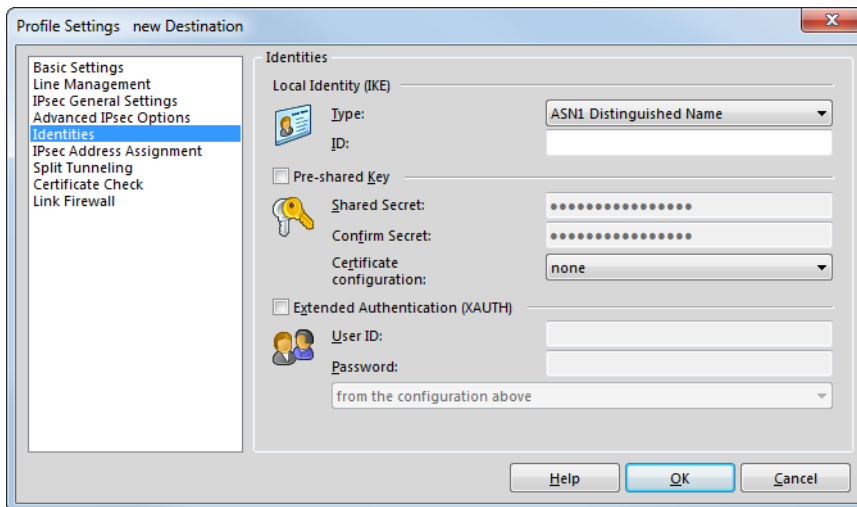 Profile Settings new Destination
x
Basic Settings
Line Management
IPsec General Settings
Advanced IPsec Options
Identities
IPsec Address Assignment
Split Tunneling
Certificate Check
Link Firewall
Identities
Local Identity (IKE)
Type: ASN1 Distinguished Name
ID:
Pre-shared Key
Shared Secret: ●●●●●●●●●●●●●●●●
Confirm Secret: ●●●●●●●●●●●●●●●●
Certificate
configuration: none
Extended Authentication (XAUTH)
User ID:
Password:
from the configuration above
Help OK Cancel